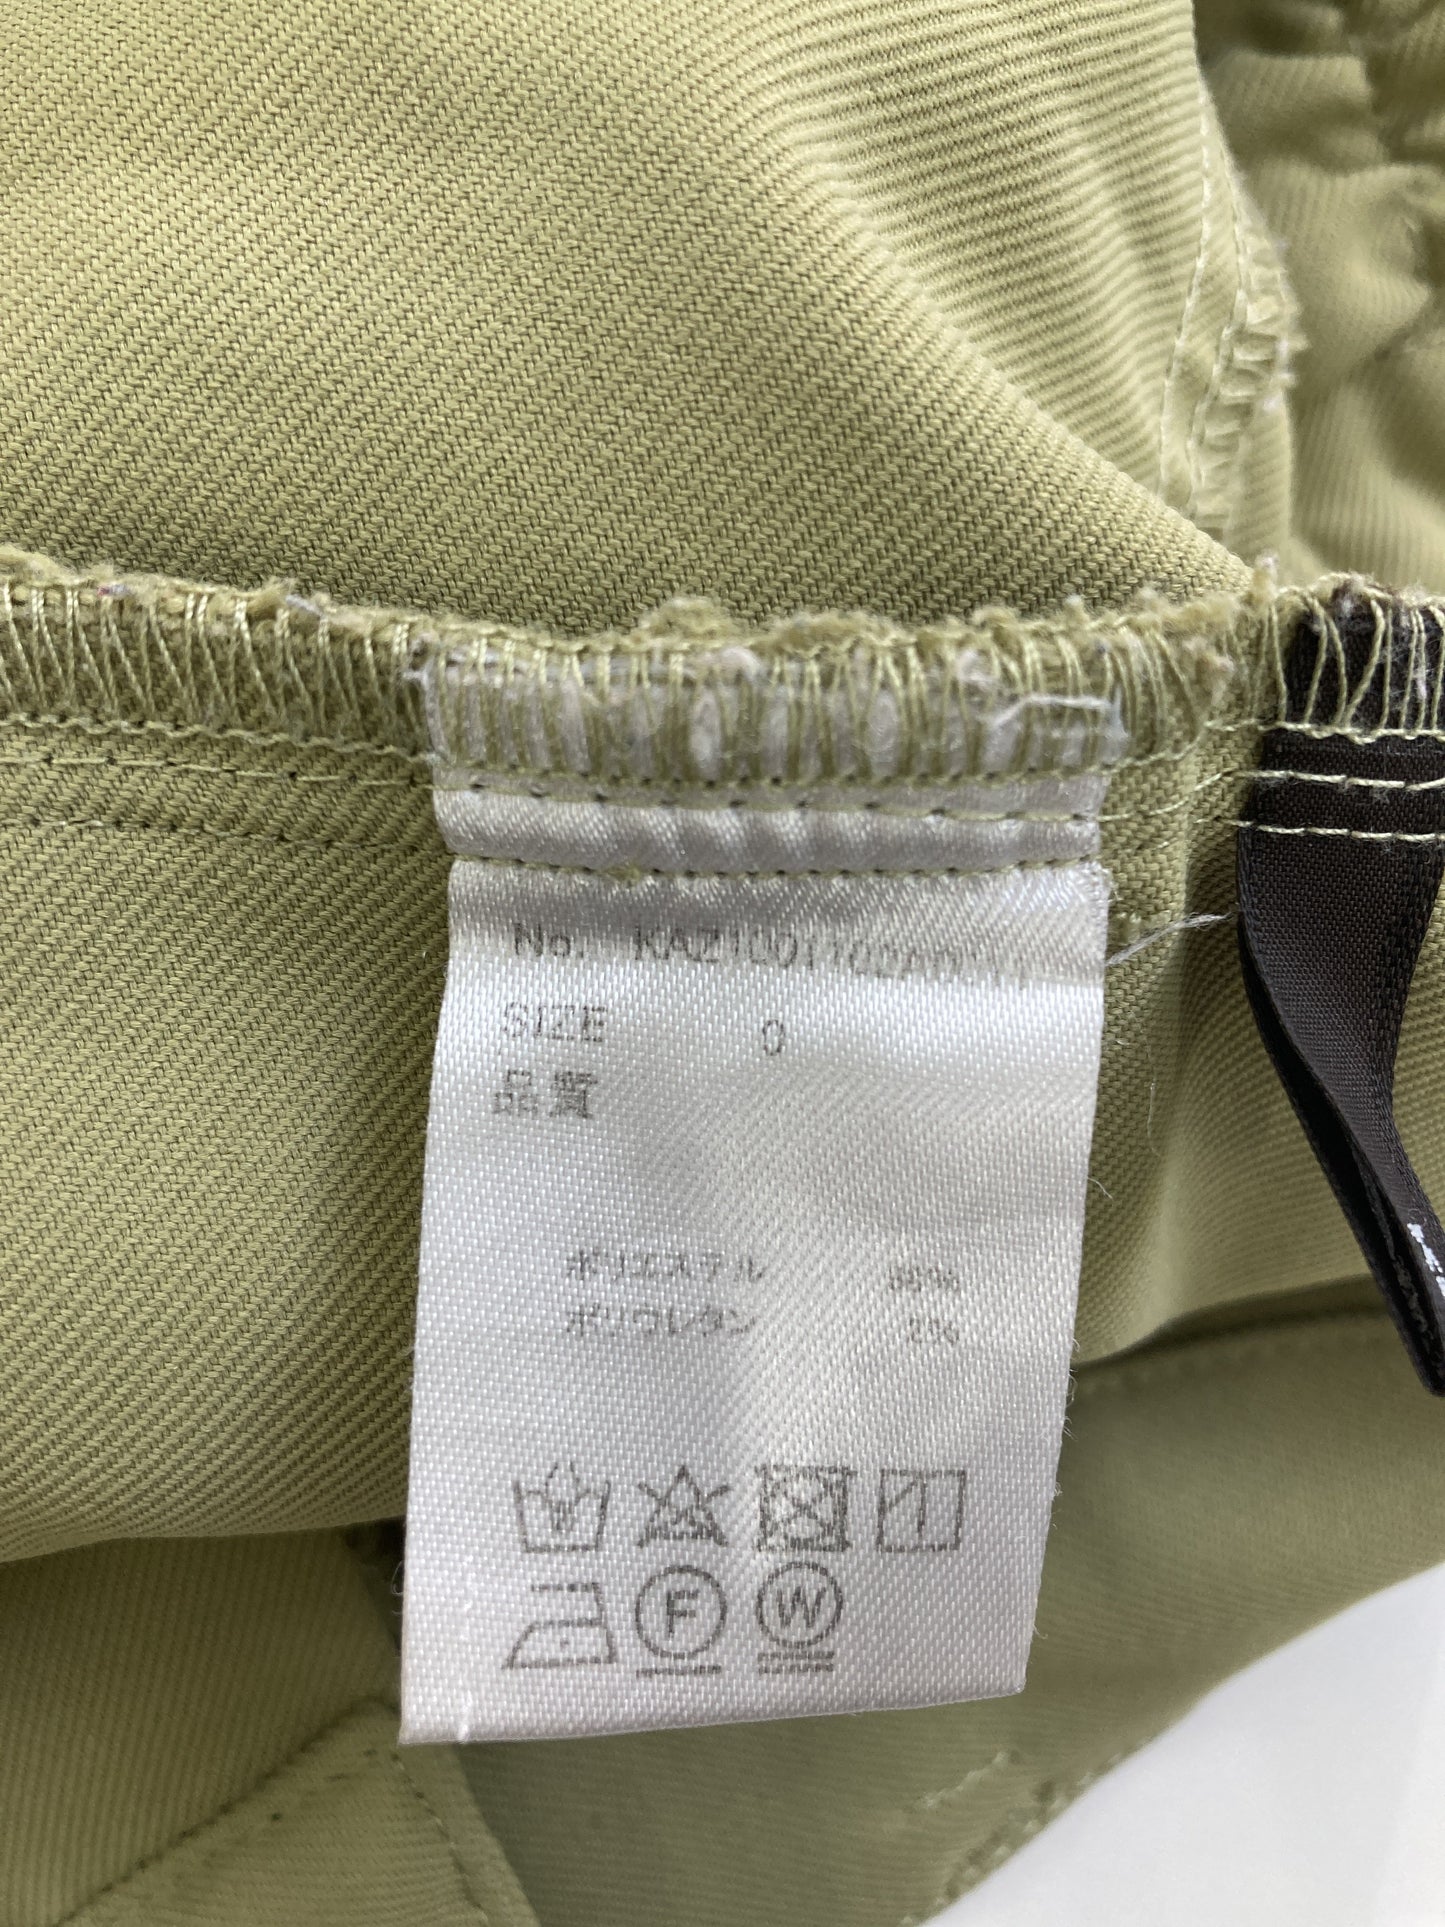 No.
SIZE 0
品質
ポリエステル 98%
ポリウレタン 2%
F W